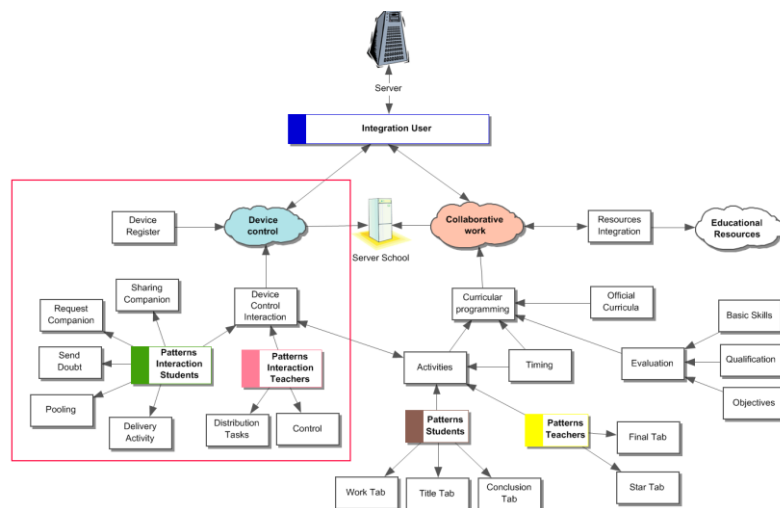 Server
Integration User
Device
Register
Device
control
Server School
Collaborative
work
Resources
Integration
Educational
Resources
Sharing
Companion
Request
Companion
Device
Control
Interaction
Curricular
programming
Official
Curricula
Basic Skills
Send
Doubt
Patterns
Interaction
Students
Patterns
Interaction
Teachers
Activities
Timing
Evaluation
Qualification
Pooling
Delivery
Activity
Distribution
Tasks
Control
Objectives
Patterns
Students
Patterns
Teachers
Final Tab
Work Tab
Title Tab
Conclusion
Tab
Star Tab